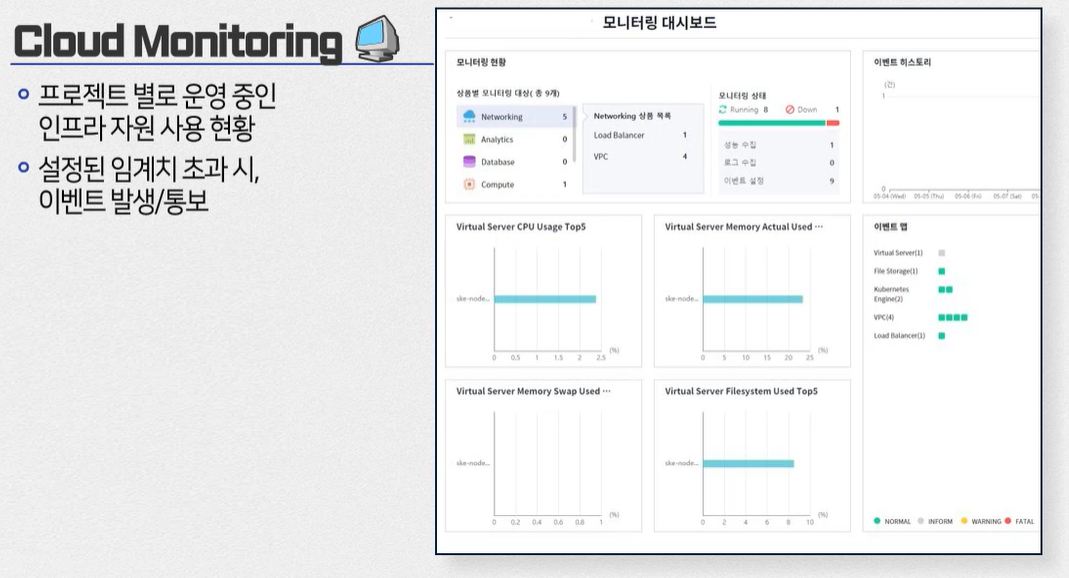 Cloud Monitoring
프로젝트 별로 운영 중인
인프라 자원 사용 현황
설정된 임계치 초과 시,
이벤트 발생/통보
모니터링 대시보드
모니터링 현황
상품별 모니터링 대상( 총 9개)
Networking 5
Analytics 0
Database 0
Compute 1
Networking 상품 목록
Load Balancer 1
VPC 4
모니터링 상태
Running 8 Down 1
성능 수집 1
로그 수집 0
이벤트 설정 9
이벤트 히스토리
(건)
1
0
05-04 (Wed) 05-05 (Thu) 05-06 (Fri) 05-07 (Sat) 05-
Virtual Server CPU Usage Top5
ske-node...
(%)
0 0.5 1 1.5 2 2.5
Virtual Server Memory Actual Used ···
ske-node...
(%)
0 5 10 15 20 25
이벤트 맵
Virtual Server(1)
File Storage(1)
Kubernetes
Engine(2)
VPC(4)
Load Balancer(1)
Virtual Server Memory Swap Used ···
ske-node...
(%)
0 0.2 0.4 0.6 0.8 1
Virtual Server Filesystem Used Top5
ske-node...
(%)
0 2 4 6 8 10
NORMAL INFORM WARNING FATAL